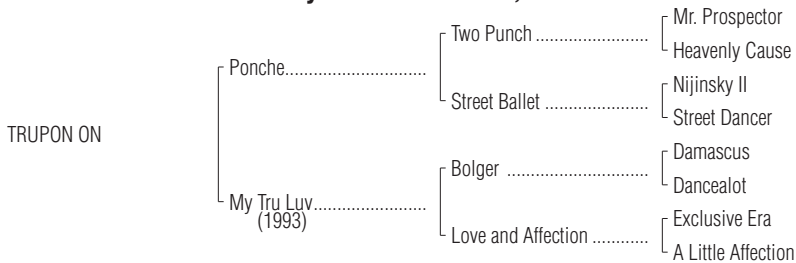 Mr. Prospector
Two Punch ..........................
Heavenly Cause
Ponche...............................
Nijinsky II
Street Ballet .......................
Street Dancer
TRUPON ON
Damascus
Bolger ................................
Dancealot
My Tru Luv.........................
(1993)
Exclusive Era
Love and Affection ............
A Little Affection